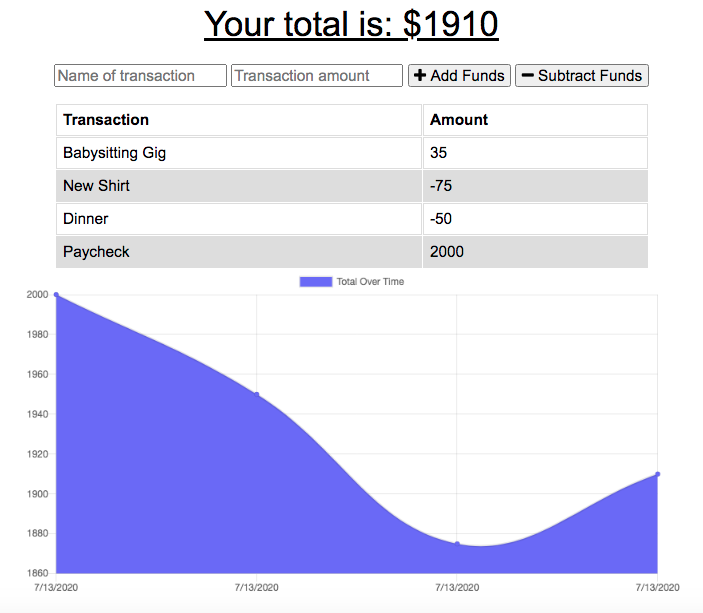 Your total is: $1910
Name of transaction Transaction amount + Add Funds − Subtract Funds
Transaction Amount
Babysitting Gig 35
New Shirt -75
Dinner -50
Paycheck 2000
Total Over Time
2000
1980
1960
1940
1920
1900
1880
1860
7/13/2020 7/13/2020 7/13/2020 7/13/2020